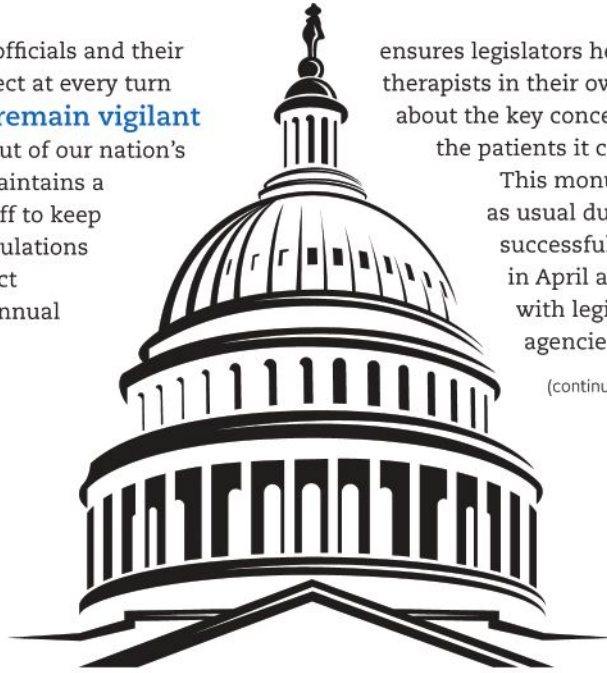 officials and their
ect at every turn
remain vigilant
ut of our nation's
aintains a
ff to keep
ulations
ct
nnual
ensures legislators he
therapists in their ow
about the key conce
the patients it c
This monu
as usual du
successful
in April a
with legi
agencie
(continu